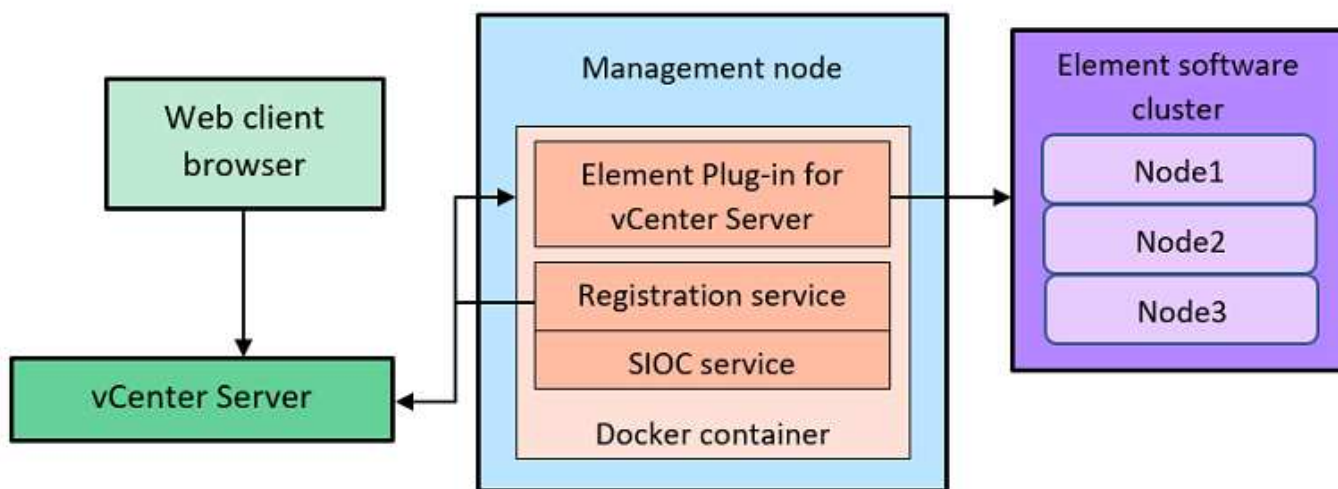 Web client
browser
vCenter Server
Management node
Element Plug-in for
vCenter Server
Registration service
SIOC service
Docker container
Element software
cluster
Node1
Node2
Node3